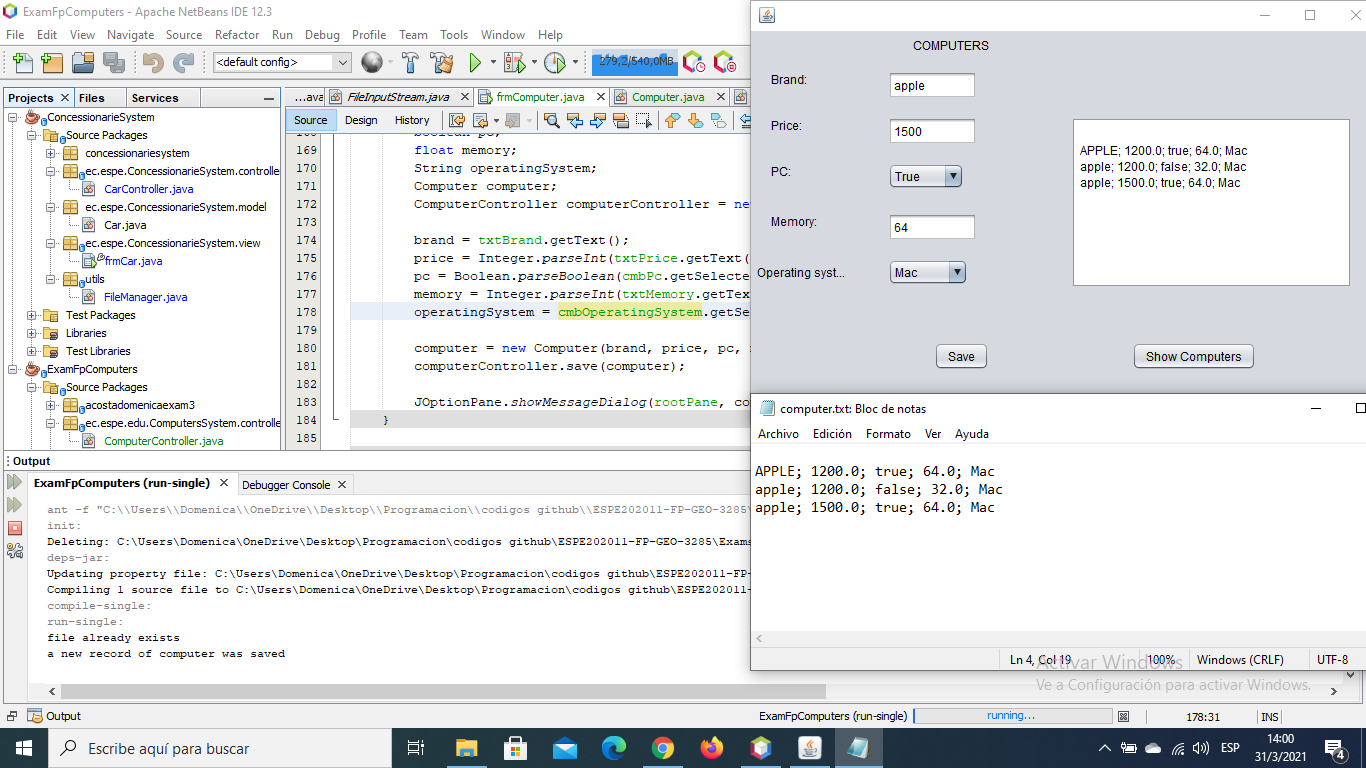 ExamFpComputers - Apache NetBeans IDE 12.3
File Edit View Navigate Source Refactor Run Debug Profile Team Tools Window Help
<default config>
279,2/540,0MB
Projects Files Services
ConcessionarieSystem
Source Packages
concessionariesystem
ec.espe.ConcessionarieSystem.controlle
CarController.java
ec.espe.ConcessionarieSystem.model
Car.java
ec.espe.ConcessionarieSystem.view
frmCar.java
utils
FileManager.java
Test Packages
Libraries
Test Libraries
ExamFpComputers
Source Packages
acostadomenicaexam3
ec.espe.edu.ComputersSystem.controlle
ComputerController.java
...ava FileInputStream.java frmComputer.java Computer.java
Source Design History
169 float memory;
170 String operatingSystem;
171 Computer computer;
172 ComputerController computerController = ne
173
174 brand = txtBrand.getText();
175 price = Integer.parseInt(txtPrice.getText(
176 pc = Boolean.parseBoolean(cmbPc.getSelecte
177 memory = Integer.parseInt(txtMemory.getTex
178 operatingSystem = cmbOperatingSystem.getSe
179
180 computer = new Computer(brand, price, pc,
181 computerController.save(computer);
182
183 JOptionPane.showMessageDialog(rootPane, co
184 }
185
Output
ExamFpComputers (run-single) Debugger Console
ant -f "C:\\Users\\Domenica\\OneDrive\\Desktop\\Programacion\\codigos github\\ESPE202011-FP-GEO-3285\
init:
Deleting: C:\Users\Domenica\OneDrive\Desktop\Programacion\codigos github\ESPE202011-FP-GEO-3285\Exams
deps-jar:
Updating property file: C:\Users\Domenica\OneDrive\Desktop\Programacion\codigos github\ESPE202011-FP-
Compiling 1 source file to C:\Users\Domenica\OneDrive\Desktop\Programacion\codigos github\ESPE202011-
compile-single:
run-single:
file already exists
a new record of computer was saved
COMPUTERS
Brand: apple
Price: 1500
PC: True
Memory: 64
Operating syst... Mac
APPLE; 1200.0; true; 64.0; Mac
apple; 1200.0; false; 32.0; Mac
apple; 1500.0; true; 64.0; Mac
Save Show Computers
computer.txt: Bloc de notas
Archivo Edición Formato Ver Ayuda
APPLE; 1200.0; true; 64.0; Mac
apple; 1200.0; false; 32.0; Mac
apple; 1500.0; true; 64.0; Mac
Ln 4, Col 19 100% Windows (CRLF) UTF-8
Activar Windows
Ve a Configuración para activar Windows.
Output ExamFpComputers (run-single) running... 178:31 INS
Escribe aquí para buscar
ESP
14:00
31/3/2021
4